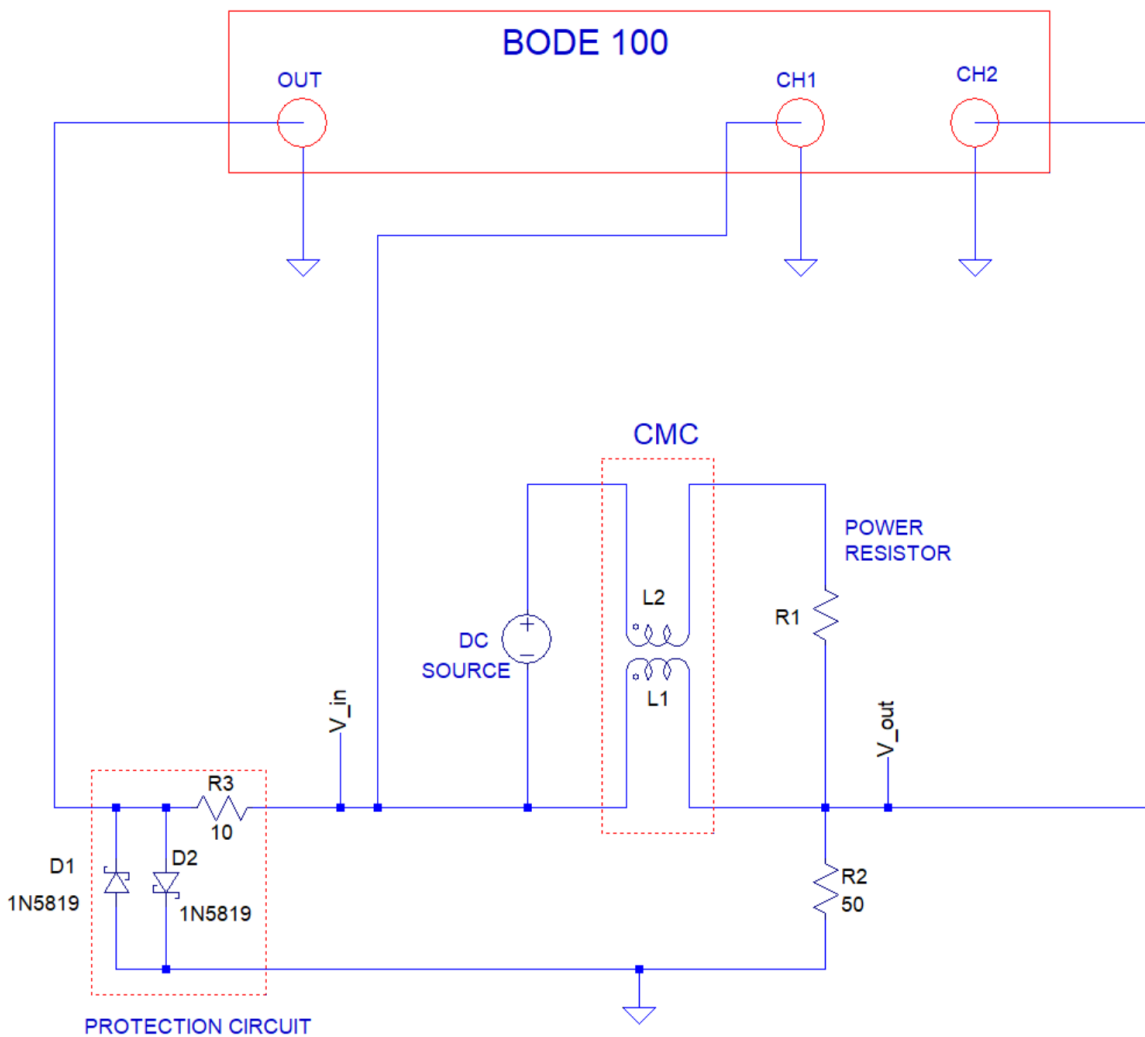 BODE 100
OUT
CH1
CH2
CMC
POWER
RESISTOR
L2
R1
DC
SOURCE
L1
V_in
V_out
R3
10
D1
D2
1N5819
1N5819
R2
50
PROTECTION CIRCUIT